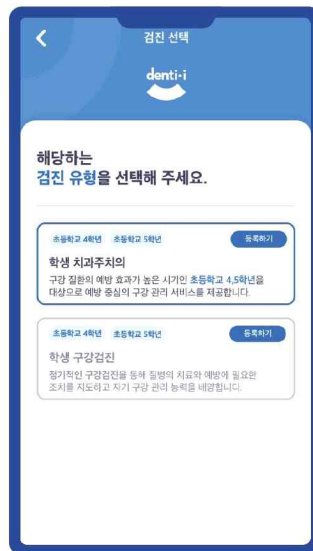 검진 선택
denti-i
해당하는
검진 유형을 선택해 주세요.
초등학교 4학년 초등학교 5학년 등록하기
학생 치과주치의
구강 질환의 예방 효과가 높은 시기인 초등학교 4,5학년을
대상으로 예방 중심의 구강 관리 서비스를 제공합니다.
초등학교 4학년 초등학교 5학년 등록하기
학생 구강검진
정기적인 구강검진을 통해 질병의 치료와 예방에 필요한
조치를 지도하고 자기 구강 관리 능력을 배양합니다.